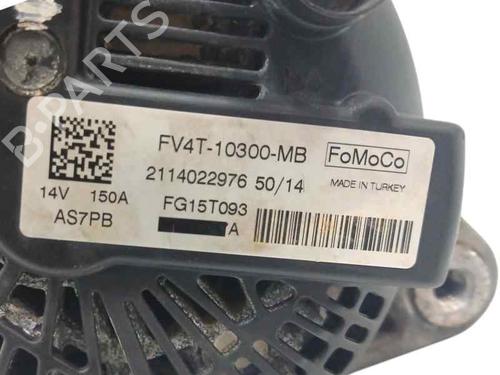 FV4T-10300-MB FoMoCo
2114022976 50/14 MADE IN TURKEY
14V 150A FG15T093
AS7PB A
B-PARTS